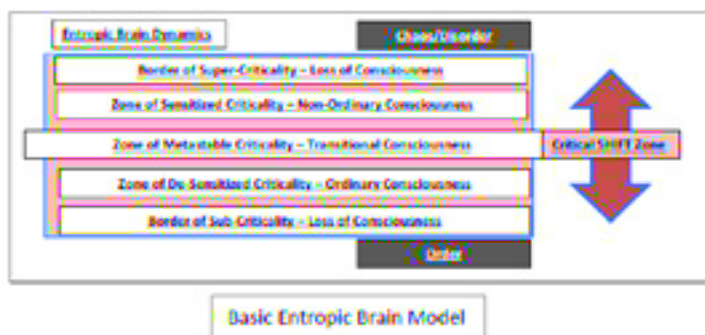 Entropic Brain Dynamics
Chaos/Disorder
Border of Super-Criticality – Loss of Consciousness
Zone of Sensitized Criticality – Non-Ordinary Consciousness
Zone of Metastable Criticality – Transitional Consciousness
Critical SHIFT Zone
Zone of De-Sensitized Criticality – Ordinary Consciousness
Border of Sub-Criticality – Loss of Consciousness
Order
Basic Entropic Brain Model